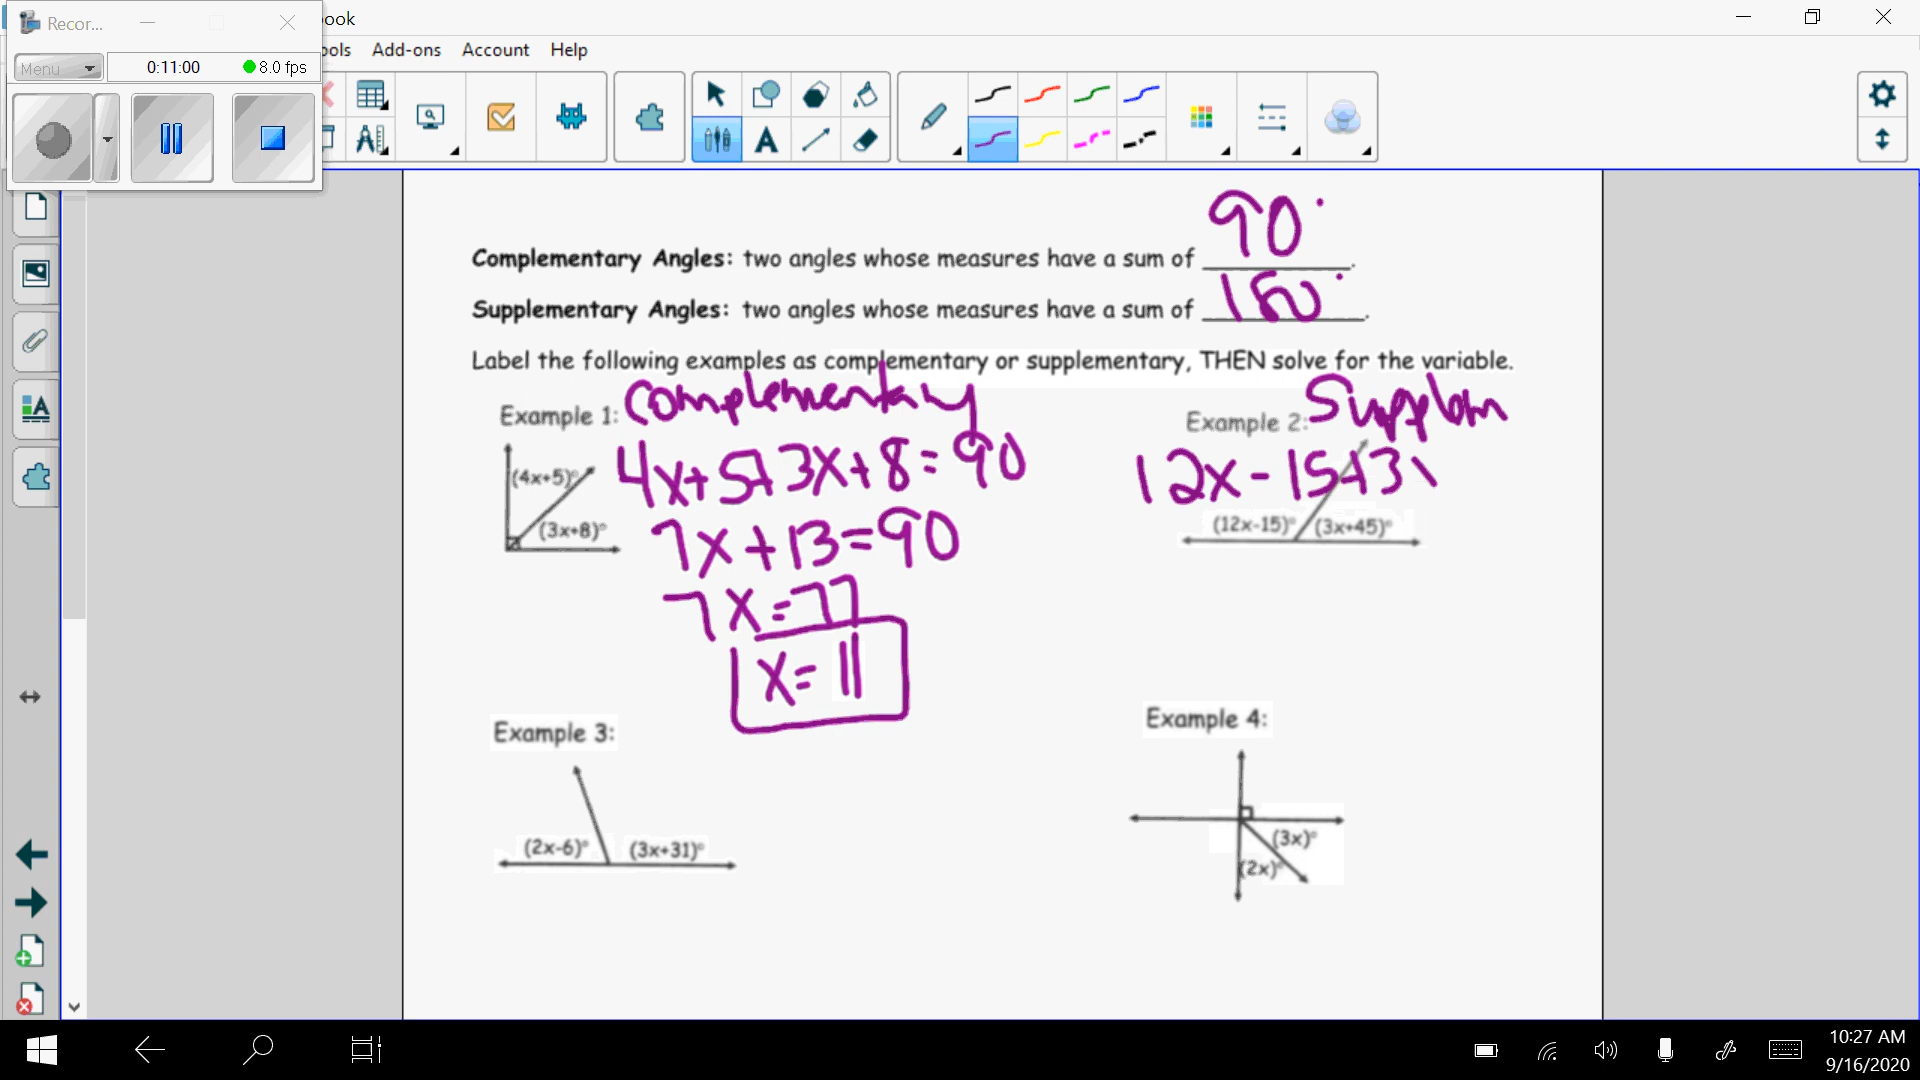 Recor...
book
Menu
0:11:00
8.0 fps
ools Add-ons Account Help
90°
Complementary Angles: two angles whose measures have a sum of ____________.
180°
Supplementary Angles: two angles whose measures have a sum of _____________.
Label the following examples as complementary or supplementary, THEN solve for the variable.
Example 1: Complementary
(4x+5)°
(3x+8)°
4x+5+3x+8=90
7x+13=90
7x=77
x=11
Example 2: Supplem
12x-15+3x
(12x-15)° (3x+45)°
Example 3:
(2x-6)° (3x+31)°
Example 4:
(3x)°
(2x)°
10:27 AM
9/16/2020